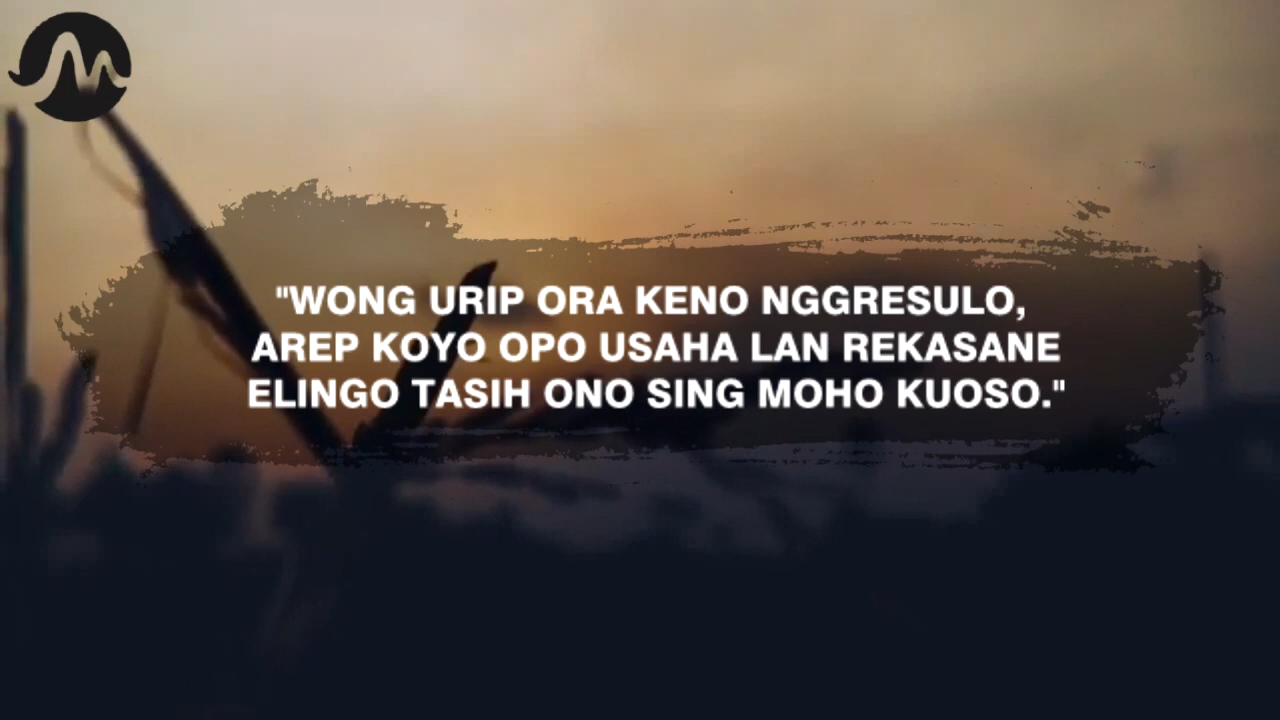 "WONG URIP ORA KENO NGGRESULO,
AREP KOYO OPO USAHA LAN REKASANE
ELINGO TASIH ONO SING MOHO KUOSO."